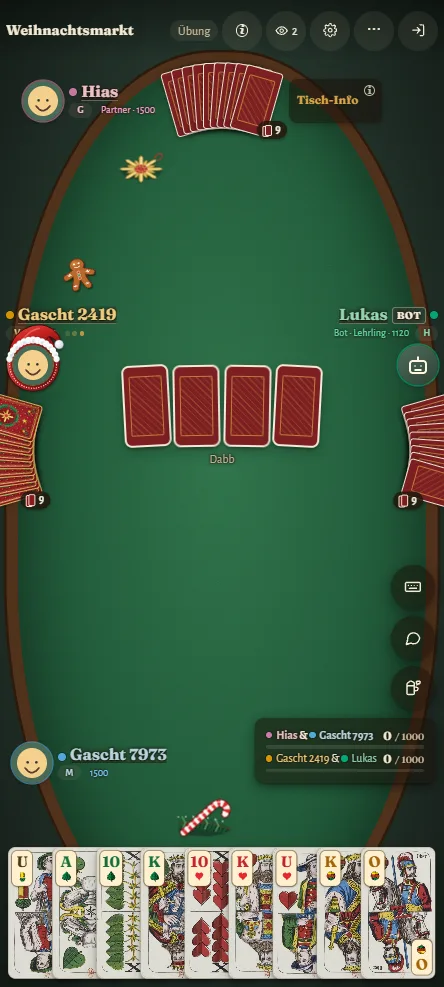 Weihnachtsmarkt
Übung
2
Hias
G Partner · 1500
9
Tisch-Info
Gascht 2419
Lukas BOT
Bot · Lehrling · 1120 H
9
9
Dabb
Hias & Gascht 7973 0 / 1000
Gascht 2419 & Lukas 0 / 1000
Gascht 7973
M 1500
U A 10 K 10 K U K O
O